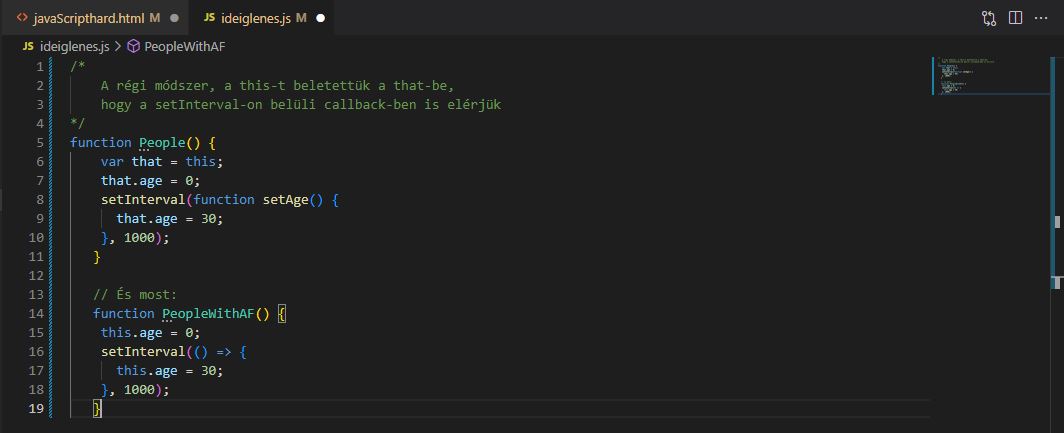 <> javaScripthard.html M ● JS ideiglenes.js M ●
JS ideiglenes.js > PeopleWithAF
1 /*
2     A régi módszer, a this-t beletettük a that-be,
3     hogy a setInterval-on belüli callback-ben is elérjük
4 */
5 function People() {
6     var that = this;
7     that.age = 0;
8     setInterval(function setAge() {
9       that.age = 30;
10     }, 1000);
11    }
12
13    // És most:
14    function PeopleWithAF() {
15     this.age = 0;
16     setInterval(() => {
17       this.age = 30;
18     }, 1000);
19    }